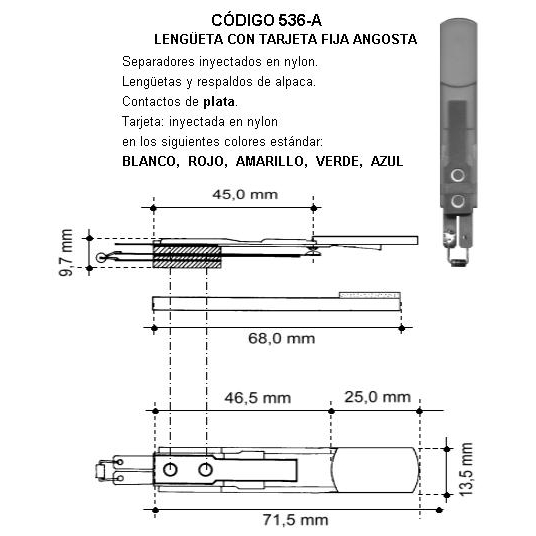 CÓDIGO 536-A
LENGÜETA CON TARJETA FIJA ANGOSTA
Separadores inyectados en nylon.
Lengüetas y respaldos de alpaca.
Contactos de plata.
Tarjeta: inyectada en nylon
en los siguientes colores estándar:
BLANCO, ROJO, AMARILLO, VERDE, AZUL
45,0 mm
9,7 mm
68,0 mm
46,5 mm
25,0 mm
13,5 mm
71,5 mm